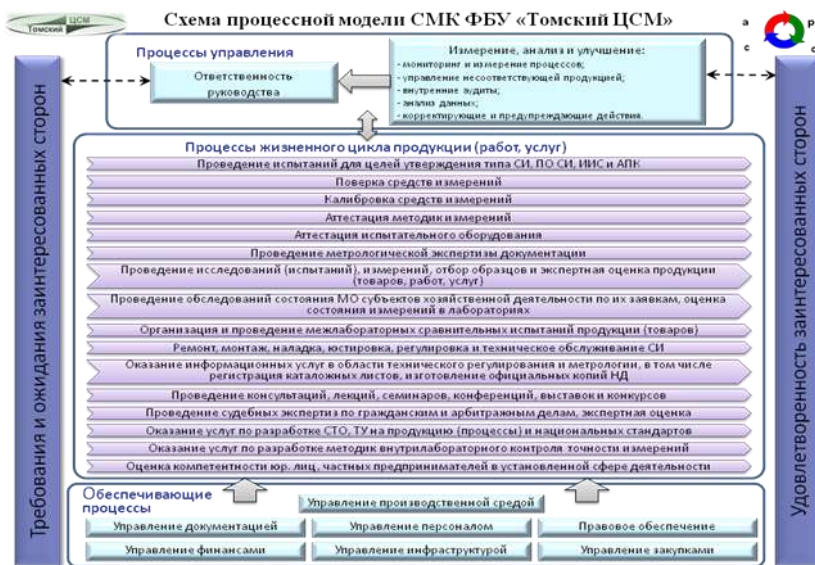 Схема процессной модели СМК ФБУ «Томский ЦСМ»
ЦСМ
Томский
a
p
c
d
Процессы управления
Ответственность
руководства
Измерение, анализ и улучшение:
- мониторинг и измерение процессов;
- управление несоответствующей продукцией;
- внутренние аудиты;
- анализ данных;
- корректирующие и предупреждающие действия.
Требования и ожидания заинтересованных сторон
Процессы жизненного цикла продукции (работ, услуг)
Проведение испытаний для целей утверждения типа СИ, ПО СИ, ИИС и АПК
Поверка средств измерений
Калибровка средств измерений
Аттестация методик измерений
Аттестация испытательного оборудования
Проведение метрологической экспертизы документации
Проведение исследований (испытаний), измерений, отбор образцов и экспертная оценка продукции
(товаров, работ, услуг)
Проведение обследований состояния МО субъектов хозяйственной деятельности по их заявкам, оценка
состояния измерений в лабораториях
Организация и проведение межлабораторных сравнительных испытаний продукции (товаров)
Ремонт, монтаж, наладка, юстировка, регулировка и техническое обслуживание СИ
Оказание информационных услуг в области технического регулирования и метрологии, в том числе
регистрация каталожных листов, изготовление официальных копий НД
Проведение консультаций, лекций, семинаров, конференций, выставок и конкурсов
Проведение судебных экспертиз по гражданским и арбитражным делам, экспертная оценка
Оказание услуг по разработке СТО, ТУ на продукцию (процессы) и национальных стандартов
Оказание услуг по разработке методик внутрилабораторного контроля точности измерений
Оценка компетентности юр. лиц, частных предпринимателей в установленной сфере деятельности
Удовлетворенность заинтересованных сторон
Обеспечивающие
процессы
Управление производственной средой
Управление документацией
Управление персоналом
Правовое обеспечение
Управление финансами
Управление инфраструктурой
Управление закупками